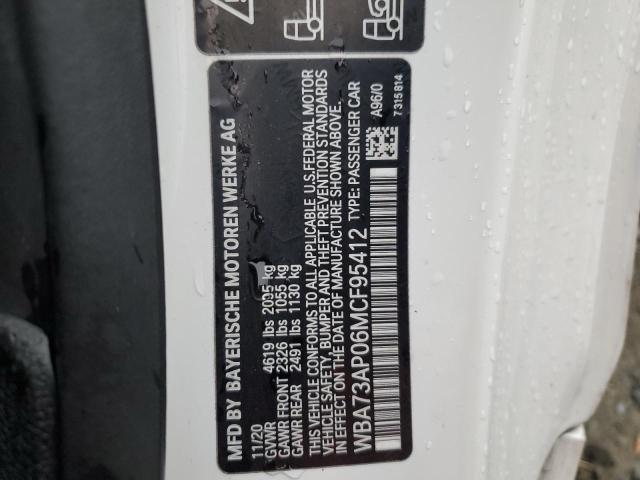 MFD BY BAYERISCHE MOTOREN WERKE AG
11/20
GVWR 4619 lbs 2095 kg
GAWR FRONT 2326 lbs 1055 kg
GAWR REAR 2491 lbs 1130 kg
THIS VEHICLE CONFORMS TO ALL APPLICABLE U.S.FEDERAL MOTOR
VEHICLE SAFETY, BUMPER AND THEFT PREVENTION STANDARDS
IN EFFECT ON THE DATE OF MANUFACTURE SHOWN ABOVE.
WBA73AP06MCF95412 TYPE: PASSENGER CAR
A96/0
7315814